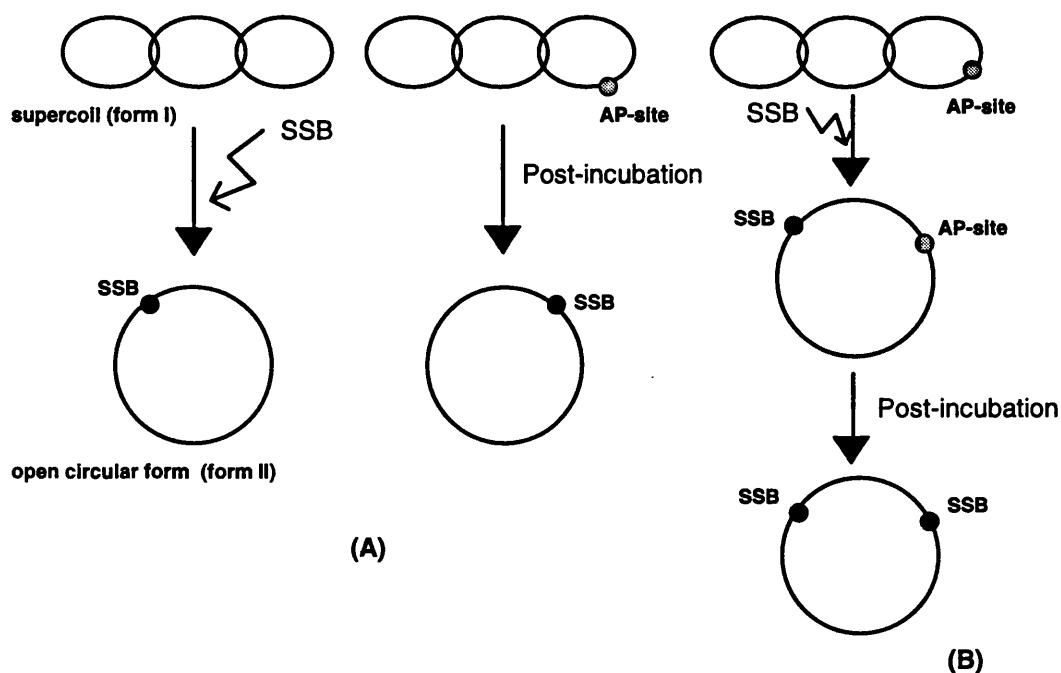 supercoil (form I)
SSB
SSB
open circular form (form II)
AP-site
Post-incubation
SSB
(A)
SSB
AP-site
SSB
AP-site
Post-incubation
SSB
SSB
(B)